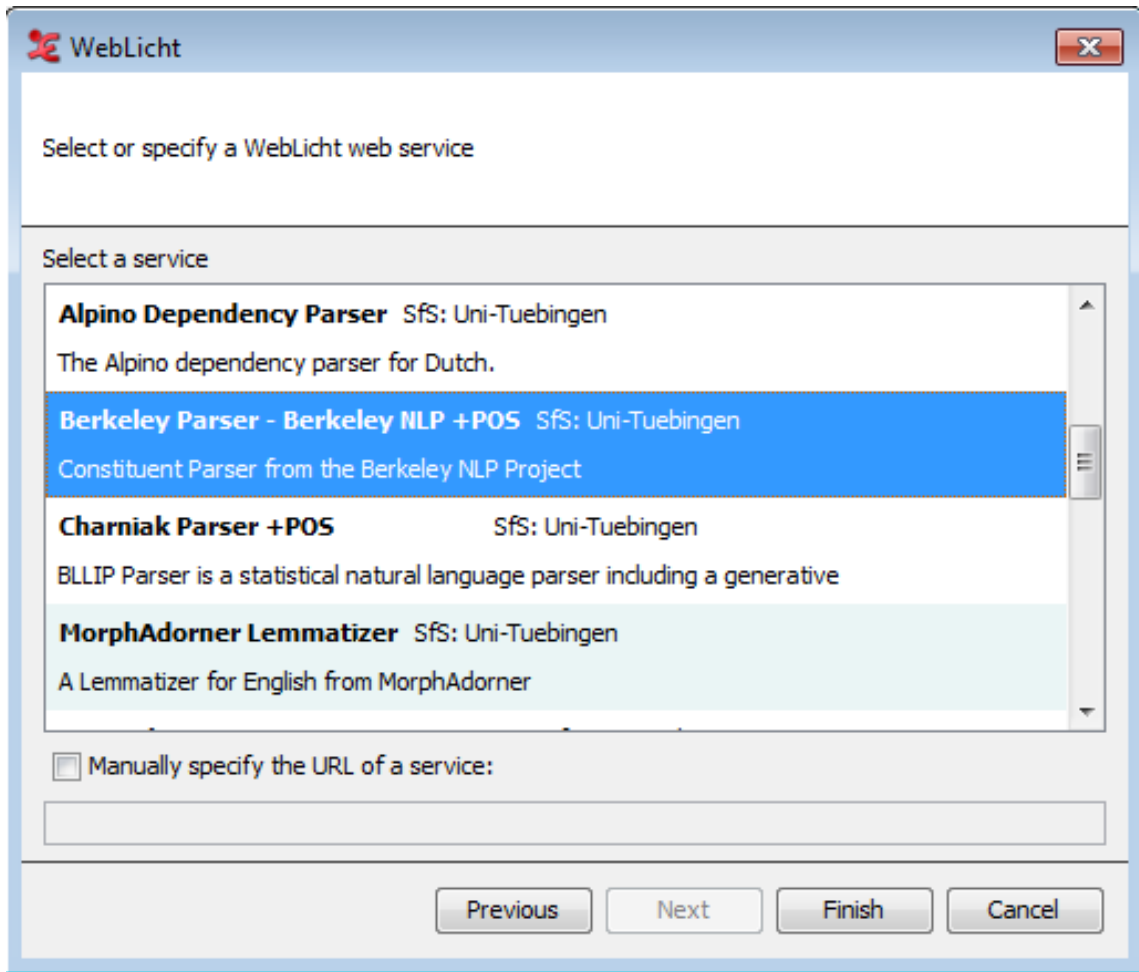 WebLicht
Select or specify a WebLicht web service
Select a service
Alpino Dependency Parser SfS: Uni-Tuebingen
The Alpino dependency parser for Dutch.
Berkeley Parser - Berkeley NLP +POS SfS: Uni-Tuebingen
Constituent Parser from the Berkeley NLP Project
Charniak Parser +POS SfS: Uni-Tuebingen
BLLIP Parser is a statistical natural language parser including a generative
MorphAdorner Lemmatizer SfS: Uni-Tuebingen
A Lemmatizer for English from MorphAdorner
Manually specify the URL of a service:
Previous Next Finish Cancel